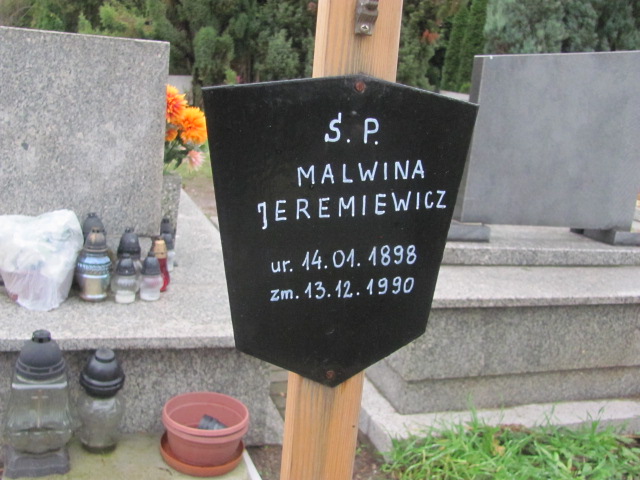 Ś. P.
MALWINA
JEREMIEWICZ
ur. 14.01.1898
zm. 13.12.1990